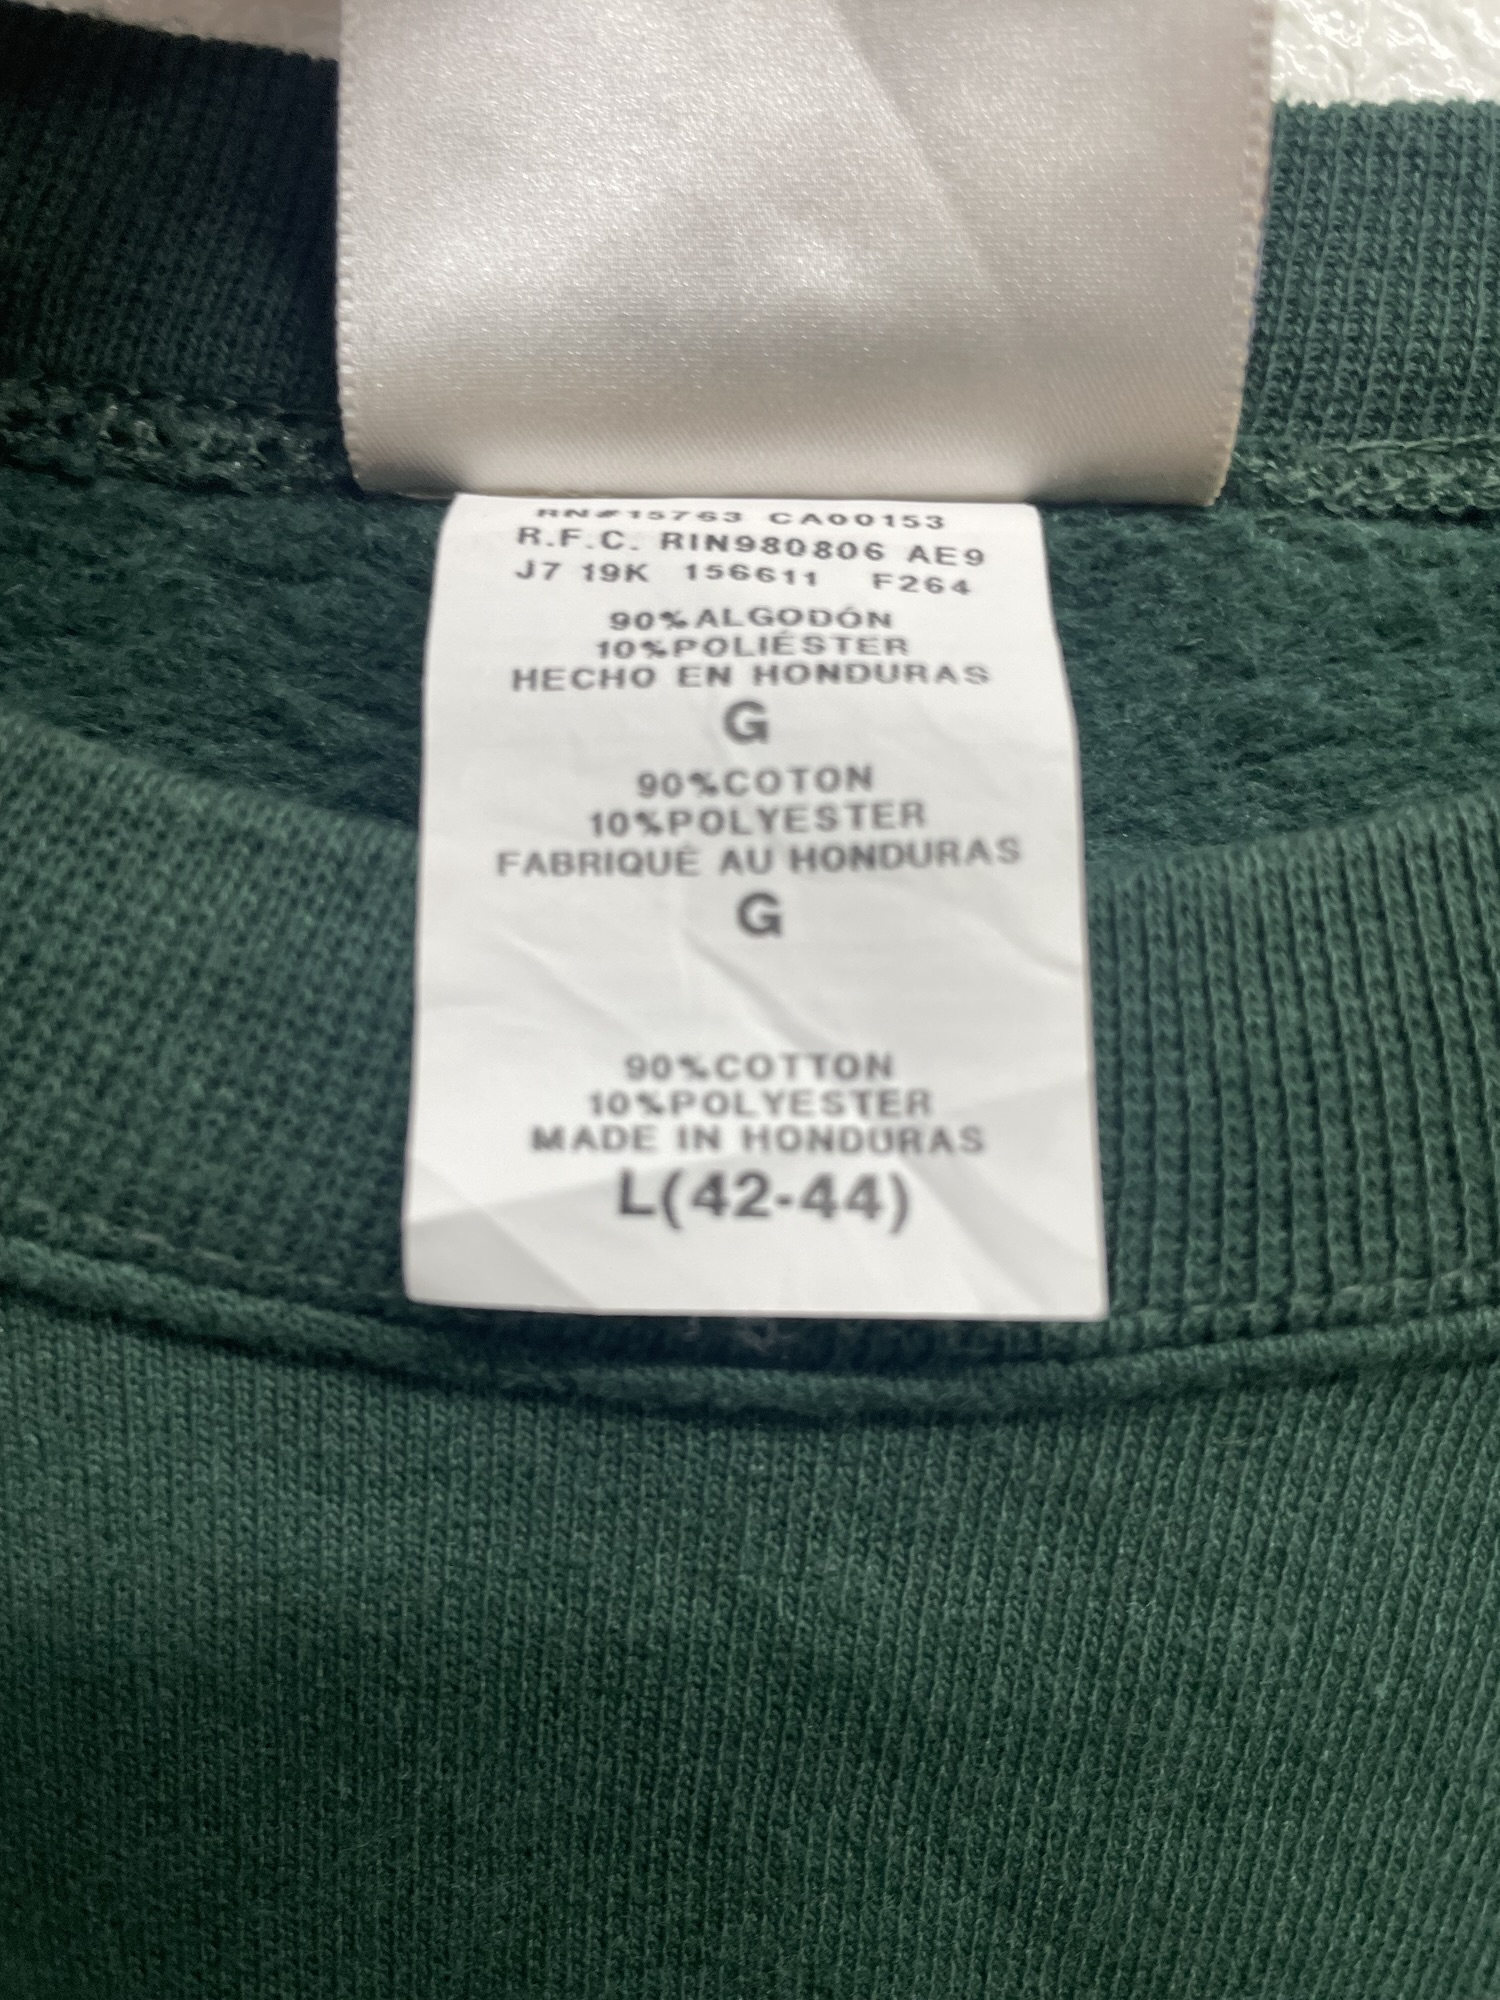 RN#15763 CA00153
R.F.C. RIN980806 AE9
J7 19K 156611 F264
90%ALGODÓN
10%POLIÉSTER
HECHO EN HONDURAS
G
90%COTON
10%POLYESTER
FABRIQUÉ AU HONDURAS
G
90%COTTON
10%POLYESTER
MADE IN HONDURAS
L(42-44)